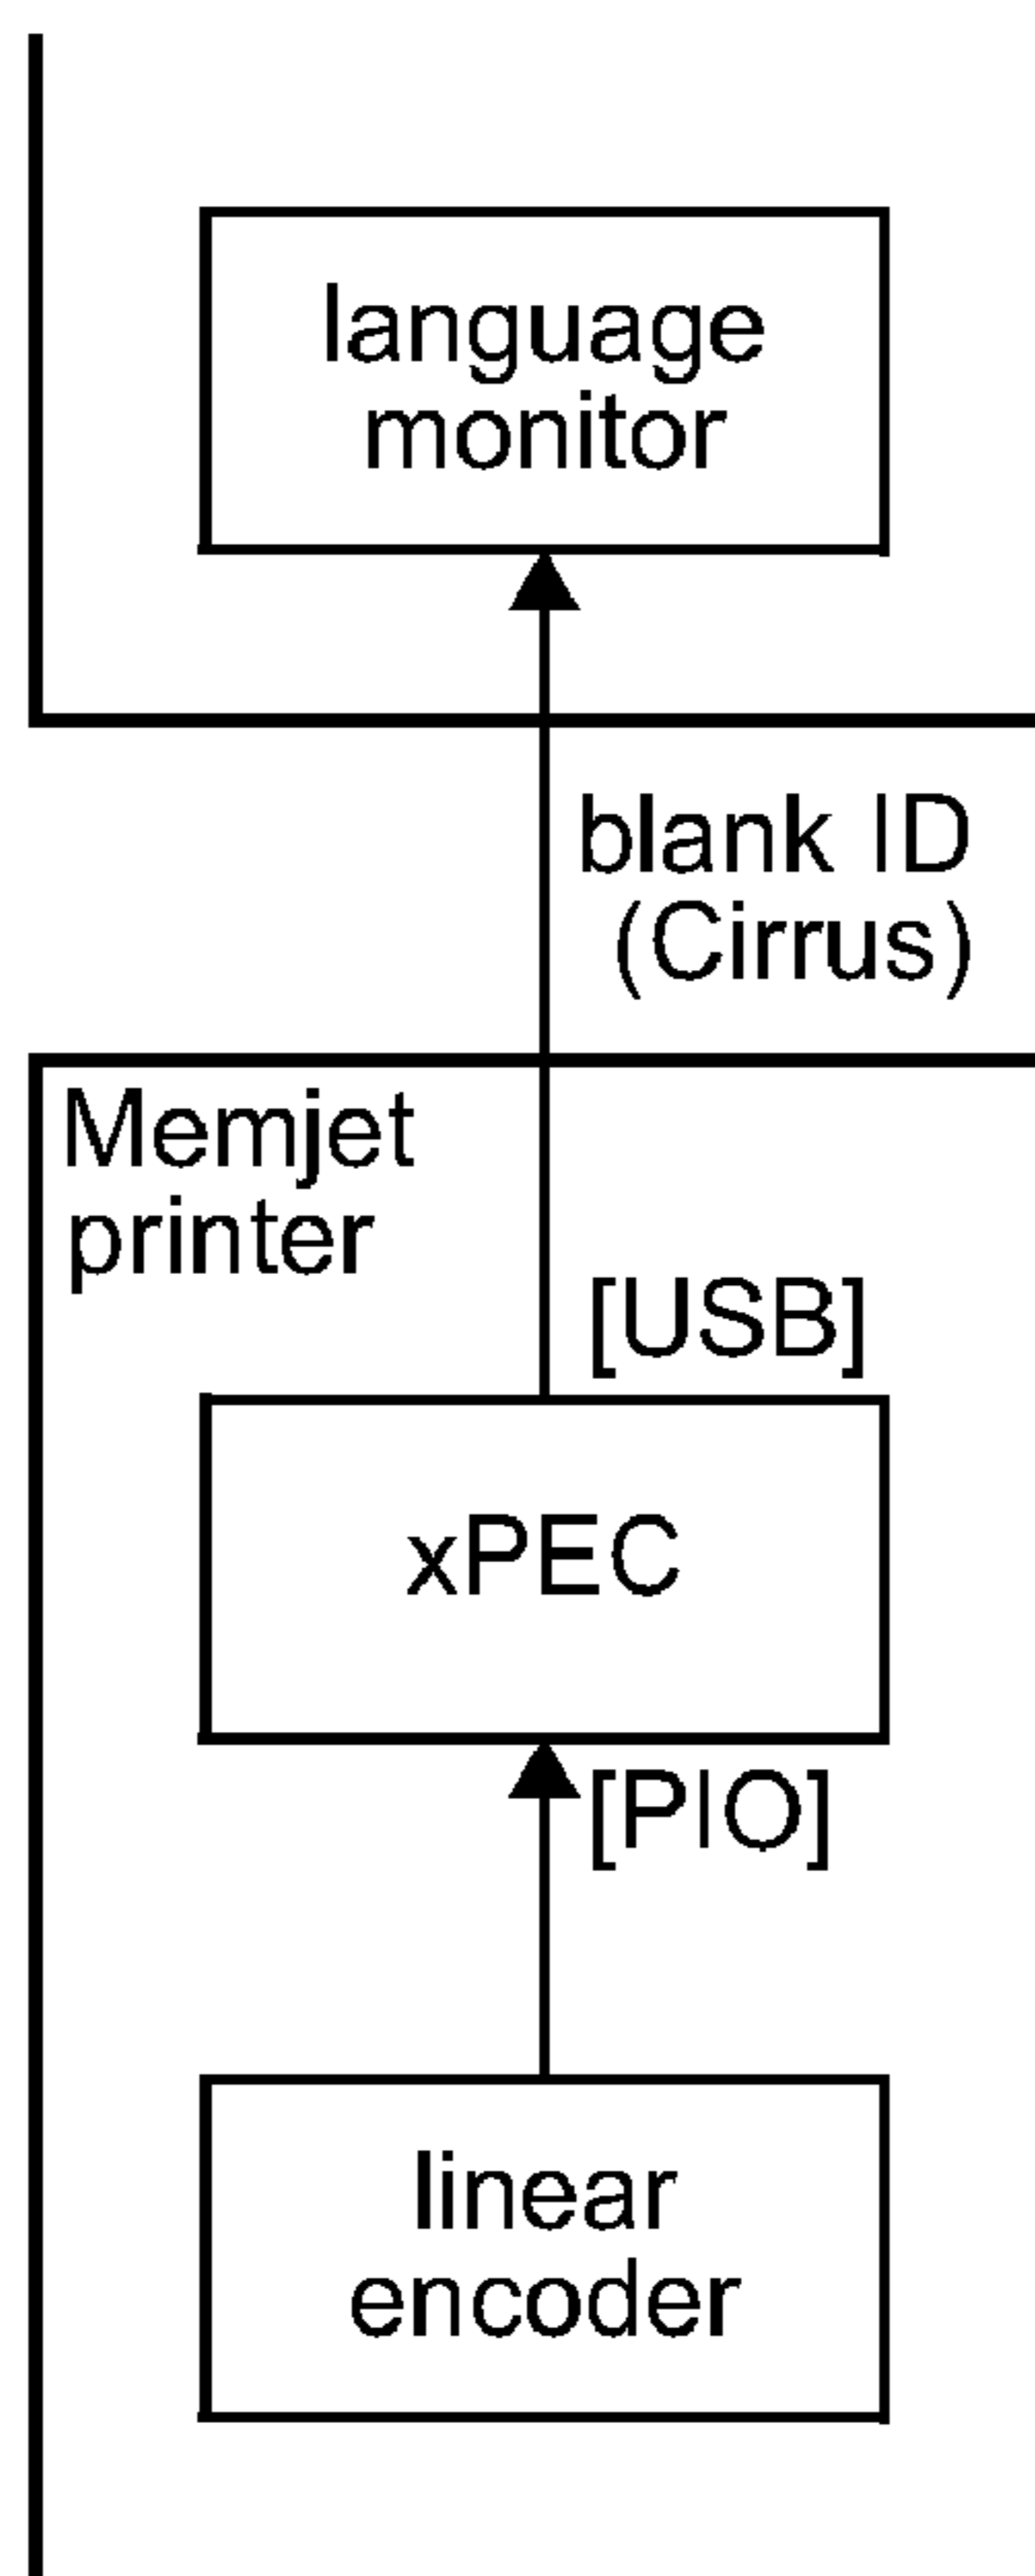 language
monitor
blank ID
(Cirrus)
Memjet
printer
[USB]
xPEC
[PIO]
linear
encoder